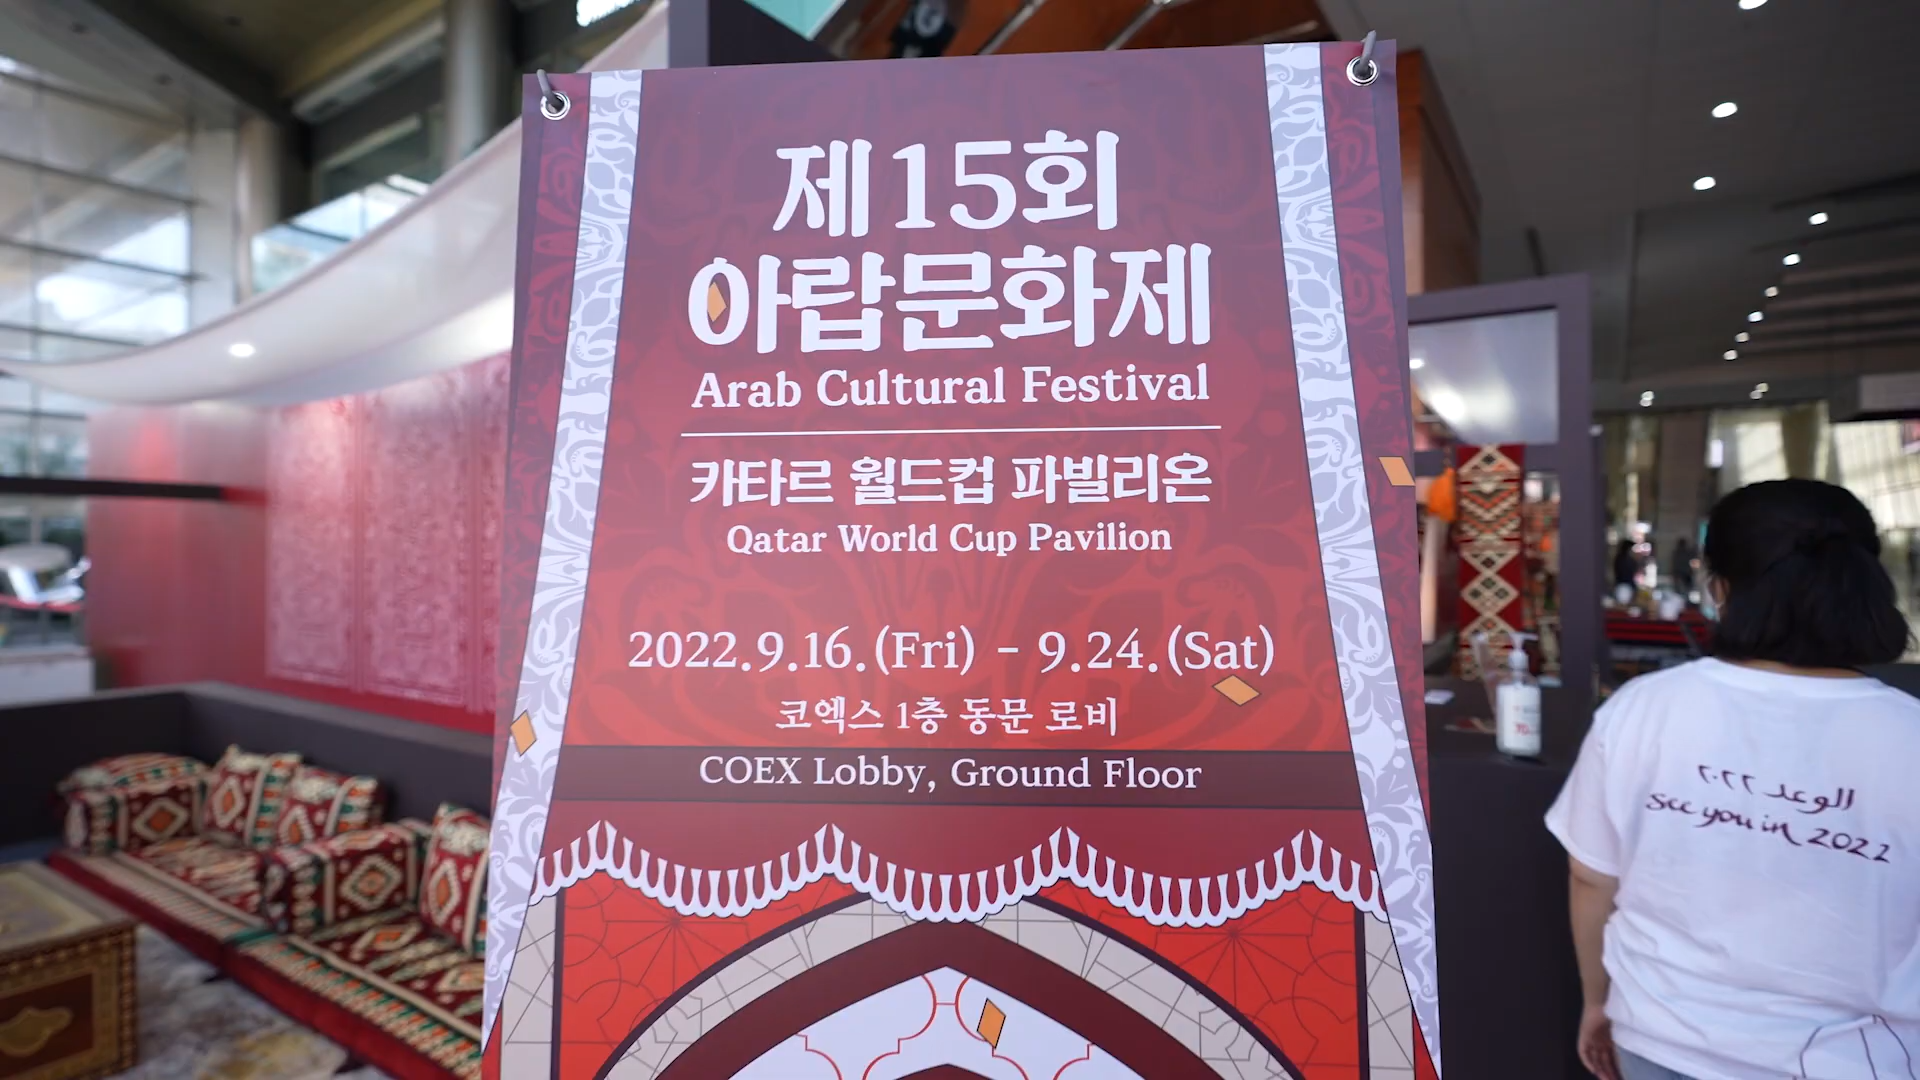 제15회
아랍문화제
Arab Cultural Festival
카타르 월드컵 파빌리온
Qatar World Cup Pavilion
2022.9.16.(Fri) - 9.24.(Sat)
코엑스 1층 동문 로비
COEX Lobby, Ground Floor
الوعد ٢٠٢٢
See you in 2022